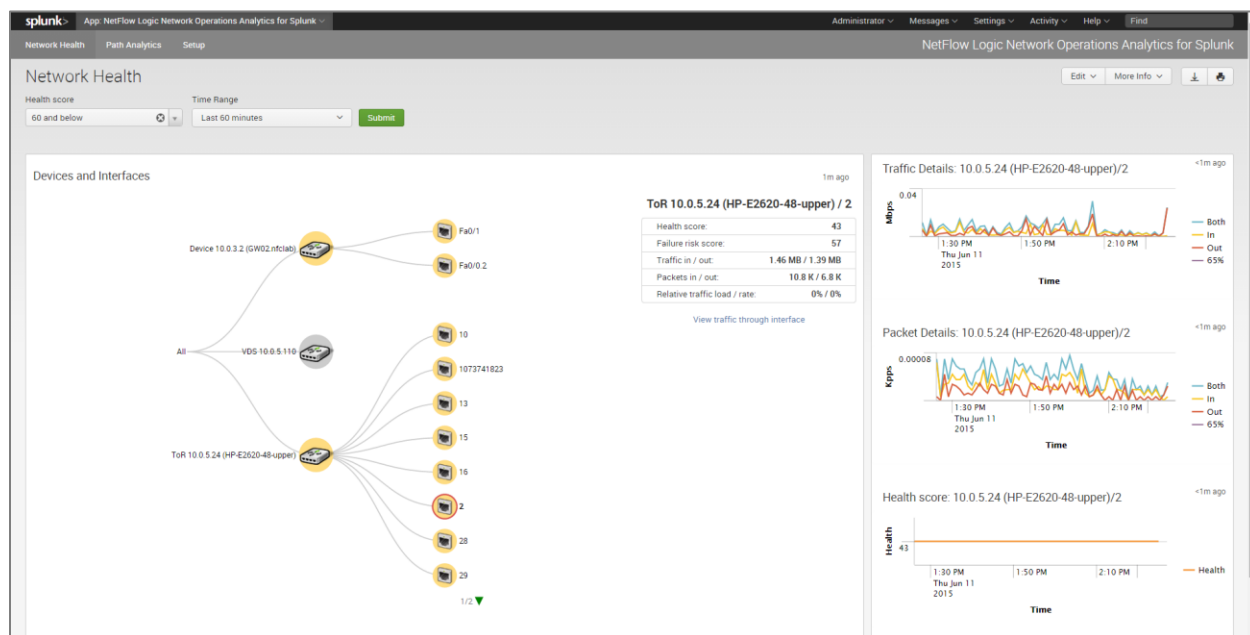 splunk> App: NetFlow Logic Network Operations Analytics for Splunk Administrator Messages Settings Activity Help Find
Network Health Path Analytics Setup NetFlow Logic Network Operations Analytics for Splunk
Network Health Edit More Info
Health score Time Range
60 and below Last 60 minutes Submit
Devices and Interfaces 1m ago
ToR 10.0.5.24 (HP-E2620-48-upper) / 2
Health score: 43
Failure risk score: 57
Traffic in / out: 1.46 MB / 1.39 MB
Packets in / out: 10.8 K / 6.8 K
Relative traffic load / rate: 0% / 0%
View traffic through interface
All
Device 10.0.3.2 (GW02.nfclab)
Fa0/1
Fa0/0.2
VDS 10.0.5.110
ToR 10.0.5.24 (HP-E2620-48-upper)
10
1073741823
13
15
16
2
28
29
1/2
Traffic Details: 10.0.5.24 (HP-E2620-48-upper)/2 <1m ago
0.04
Mbps
Both
In
Out
65%
1:30 PM 1:50 PM 2:10 PM
Thu Jun 11
2015
Time
Packet Details: 10.0.5.24 (HP-E2620-48-upper)/2 <1m ago
0.00008
Kpps
Both
In
Out
65%
1:30 PM 1:50 PM 2:10 PM
Thu Jun 11
2015
Time
Health score: 10.0.5.24 (HP-E2620-48-upper)/2 <1m ago
Health
43
1:30 PM 1:50 PM 2:10 PM Health
Thu Jun 11
2015
Time